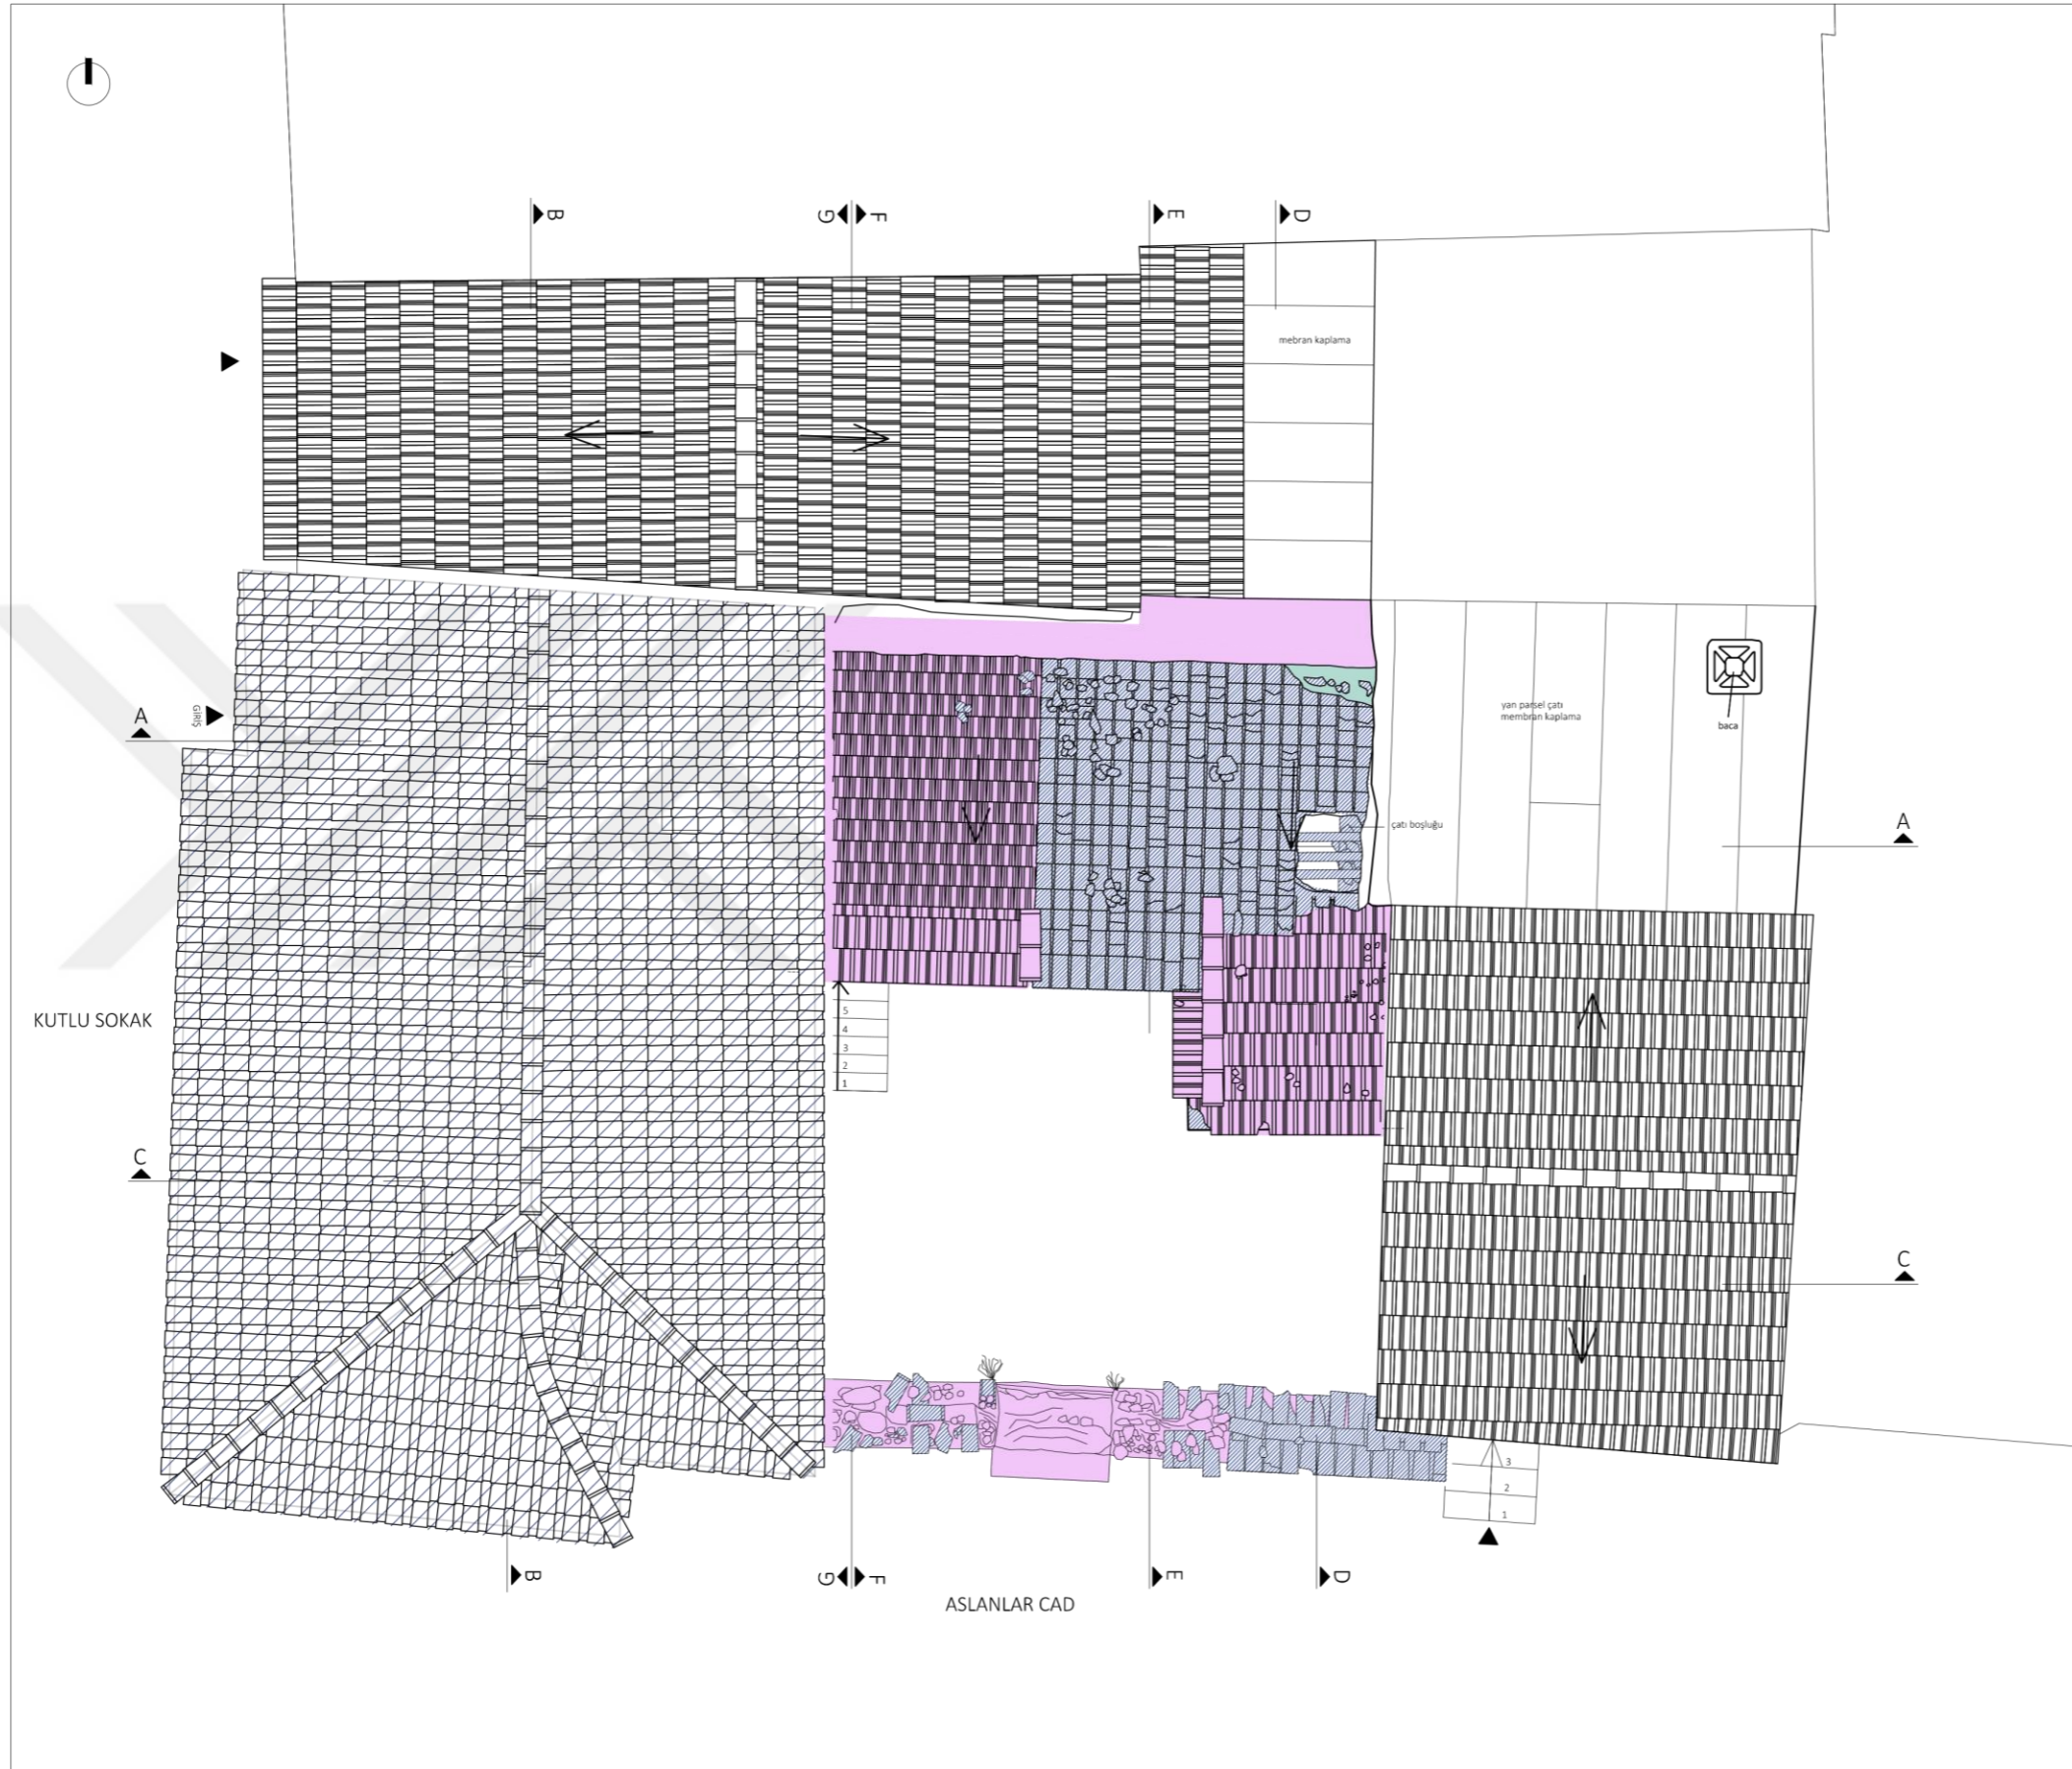 B
G
F
E
D
mebran kaplama
GİRİŞ
A
yan parsel çatı
membran kaplama
baca
çatı boşluğu
A
KUTLU SOKAK
5
4
3
2
1
C
C
3
2
1
B
G
F
E
D
ASLANLAR CAD